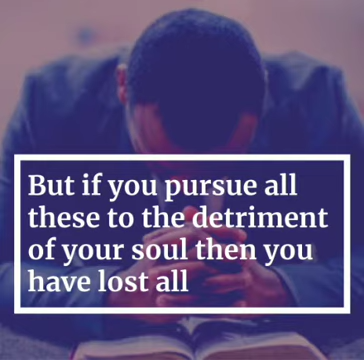 But if you pursue all
these to the detriment
of your soul then you
have lost all